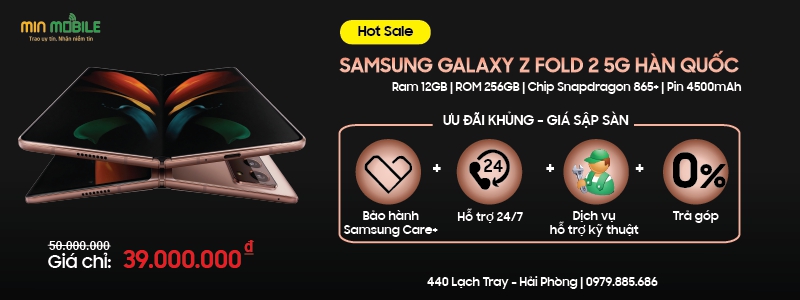 MIN MOBILE
Trao uy tín. Nhân niềm tin
Hot Sale
SAMSUNG GALAXY Z FOLD 2 5G HÀN QUỐC
Ram 12GB | ROM 256GB | Chip Snapdragon 865+ | Pin 4500mAh
ƯU ĐÃI KHỦNG - GIÁ SẬP SÀN
24
0%
+ + +
Bảo hành
Samsung Care+
Hỗ trợ 24/7
Dịch vụ
hỗ trợ kỹ thuật
Trả góp
50.000.000
Giá chỉ: 39.000.000 đ
440 Lạch Tray - Hải Phòng | 0979.885.686